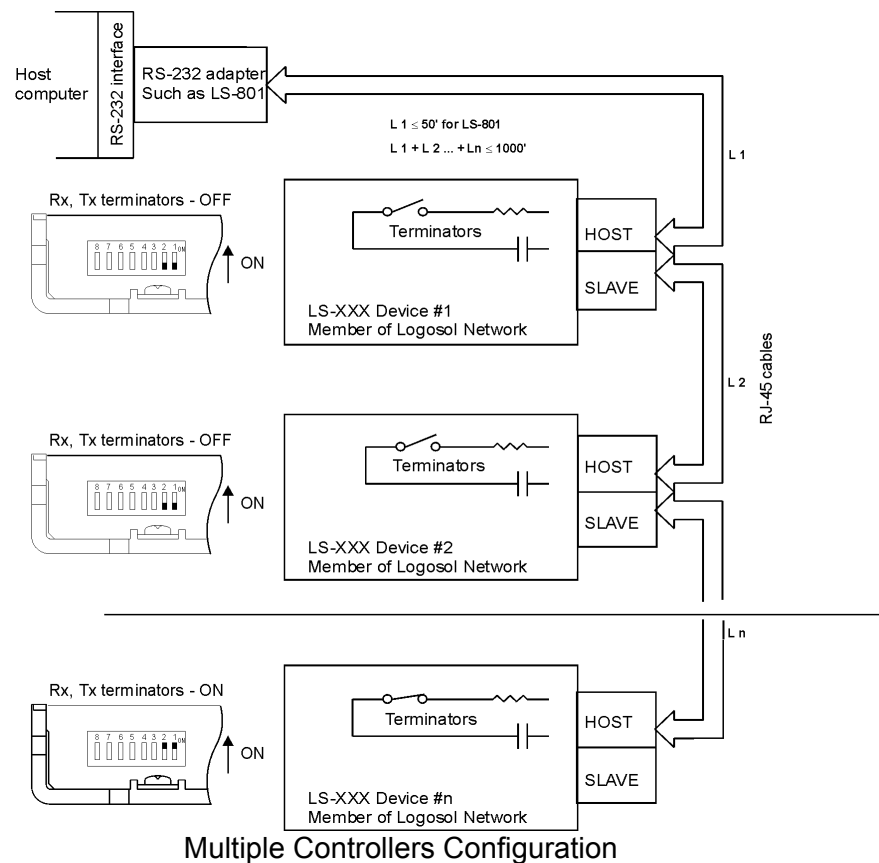 Host
computer
RS-232 interface
RS-232 adapter
Such as LS-801
L 1 ≤ 50' for LS-801
L 1 + L 2 ... +Ln ≤ 1000'
L 1
Rx, Tx terminators - OFF
8 7 6 5 4 3 2 1 ON
ON
Terminators
HOST
SLAVE
LS-XXX Device #1
Member of Logosol Network
L 2
RJ-45 cables
Rx, Tx terminators - OFF
8 7 6 5 4 3 2 1 ON
ON
Terminators
HOST
SLAVE
LS-XXX Device #2
Member of Logosol Network
L n
Rx, Tx terminators - ON
8 7 6 5 4 3 2 1 ON
ON
Terminators
HOST
SLAVE
LS-XXX Device #n
Member of Logosol Network
Multiple Controllers Configuration